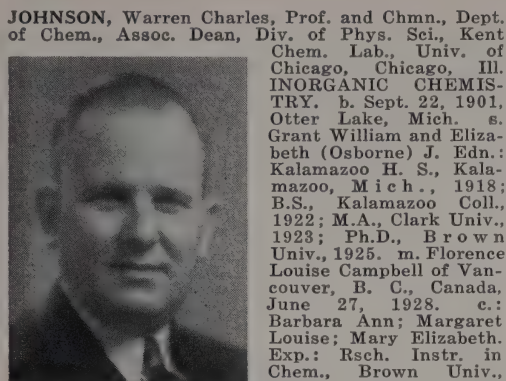 JOHNSON, Warren Charles, Prof. and Chmn., Dept.
of Chem., Assoc. Dean, Div. of Phys. Sci., Kent
Chem. Lab., Univ. of
Chicago, Chicago, Ill.
INORGANIC CHEMIS-
TRY. b. Sept. 22, 1901,
Otter Lake, Mich. s.
Grant William and Eliza-
beth (Osborne) J. Edn.:
Kalamazoo H. S., Kala-
mazoo, Mich., 1918;
B.S., Kalamazoo Coll.,
1922; M.A., Clark Univ.,
1923; Ph.D., Brown
Univ., 1925. m. Florence
Louise Campbell of Van-
couver, B. C., Canada,
June 27, 1928. c.:
Barbara Ann; Margaret
Louise; Mary Elizabeth.
Exp.: Rsch. Instr. in
Chem., Brown Univ.,